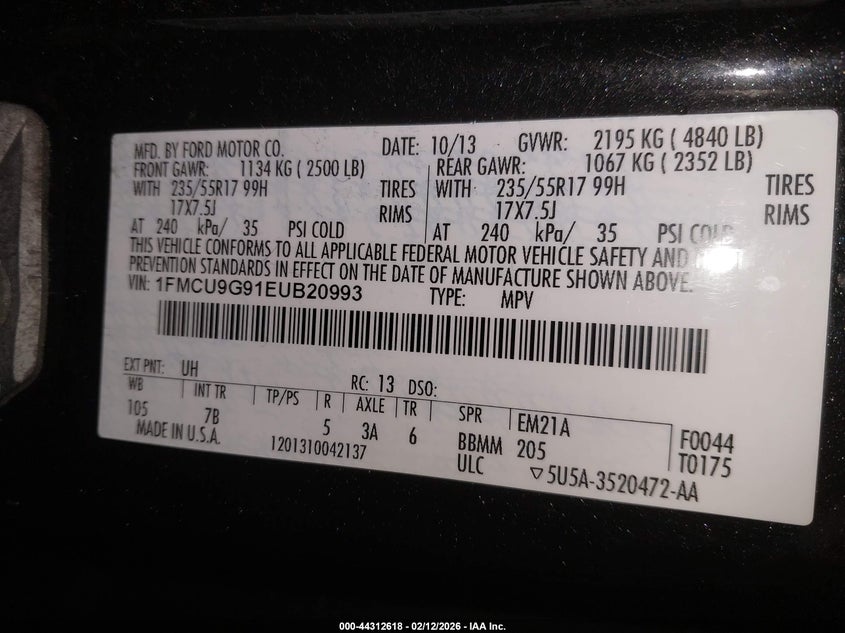 MFD. BY FORD MOTOR CO. DATE: 10/13 GVWR: 2195 KG ( 4840 LB)
FRONT GAWR: 1134 KG ( 2500 LB) REAR GAWR: 1067 KG ( 2352 LB)
WITH 235/55R17 99H TIRES WITH 235/55R17 99H TIRES
17X7.5J RIMS 17X7.5J RIMS
AT 240 kPa/ 35 PSI COLD AT 240 kPa/ 35 PSI COLD
THIS VEHICLE CONFORMS TO ALL APPLICABLE FEDERAL MOTOR VEHICLE SAFETY AND
PREVENTION STANDARDS IN EFFECT ON THE DATE OF MANUFACTURE SHOWN ABOVE.
VIN: 1FMCU9G91EUB20993 TYPE: MPV
EXT PNT: UH RC: 13 DSO:
WB INT TR TP/PS R AXLE TR SPR EM21A F0044
105 7B 5 3A 6 BBMM 205 T0175
MADE IN U.S.A. 1201310042137 ULC ▽5U5A-3520472-AA
000-44312618 - 02/12/2026 - IAA Inc.